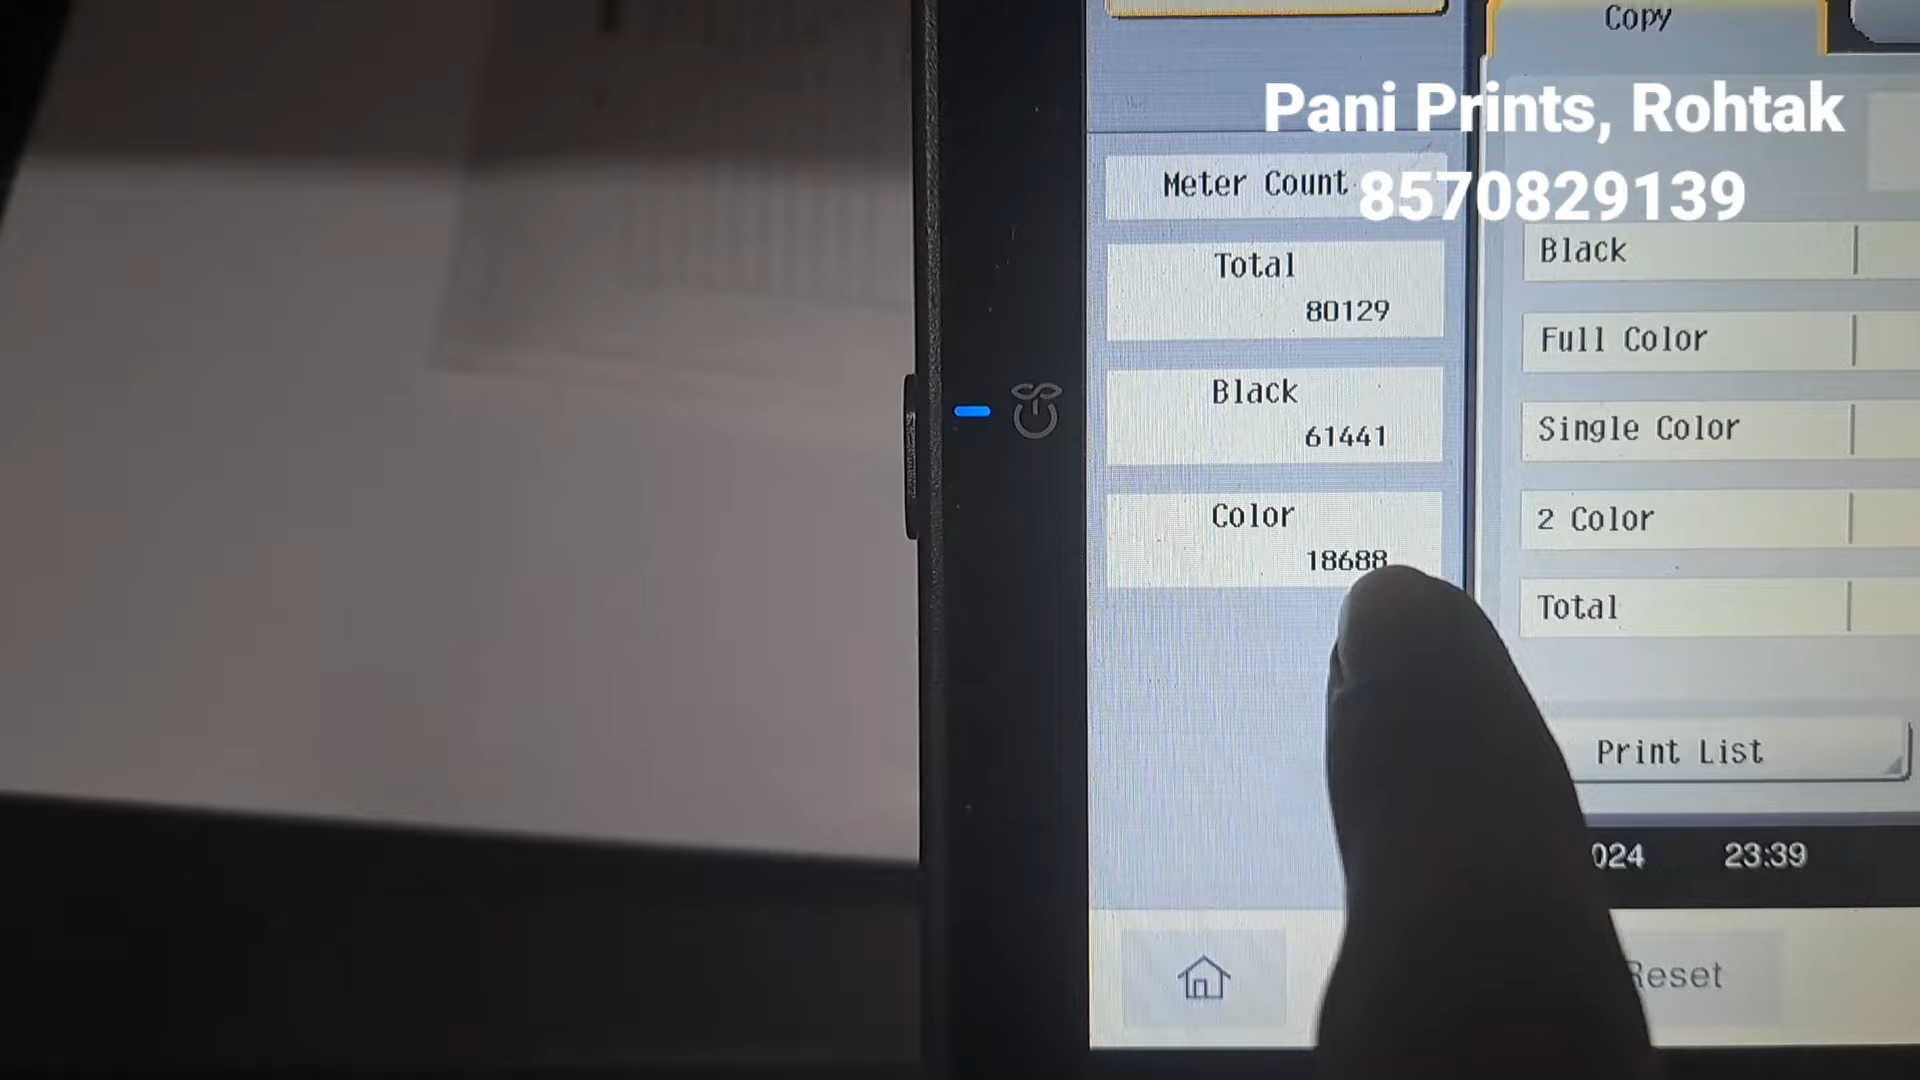 Copy
Pani Prints, Rohtak
8570829139
Meter Count
Total
80129
Black
61441
Color
18688
Black
Full Color
Single Color
2 Color
Total
Print List
024 23:39
Reset